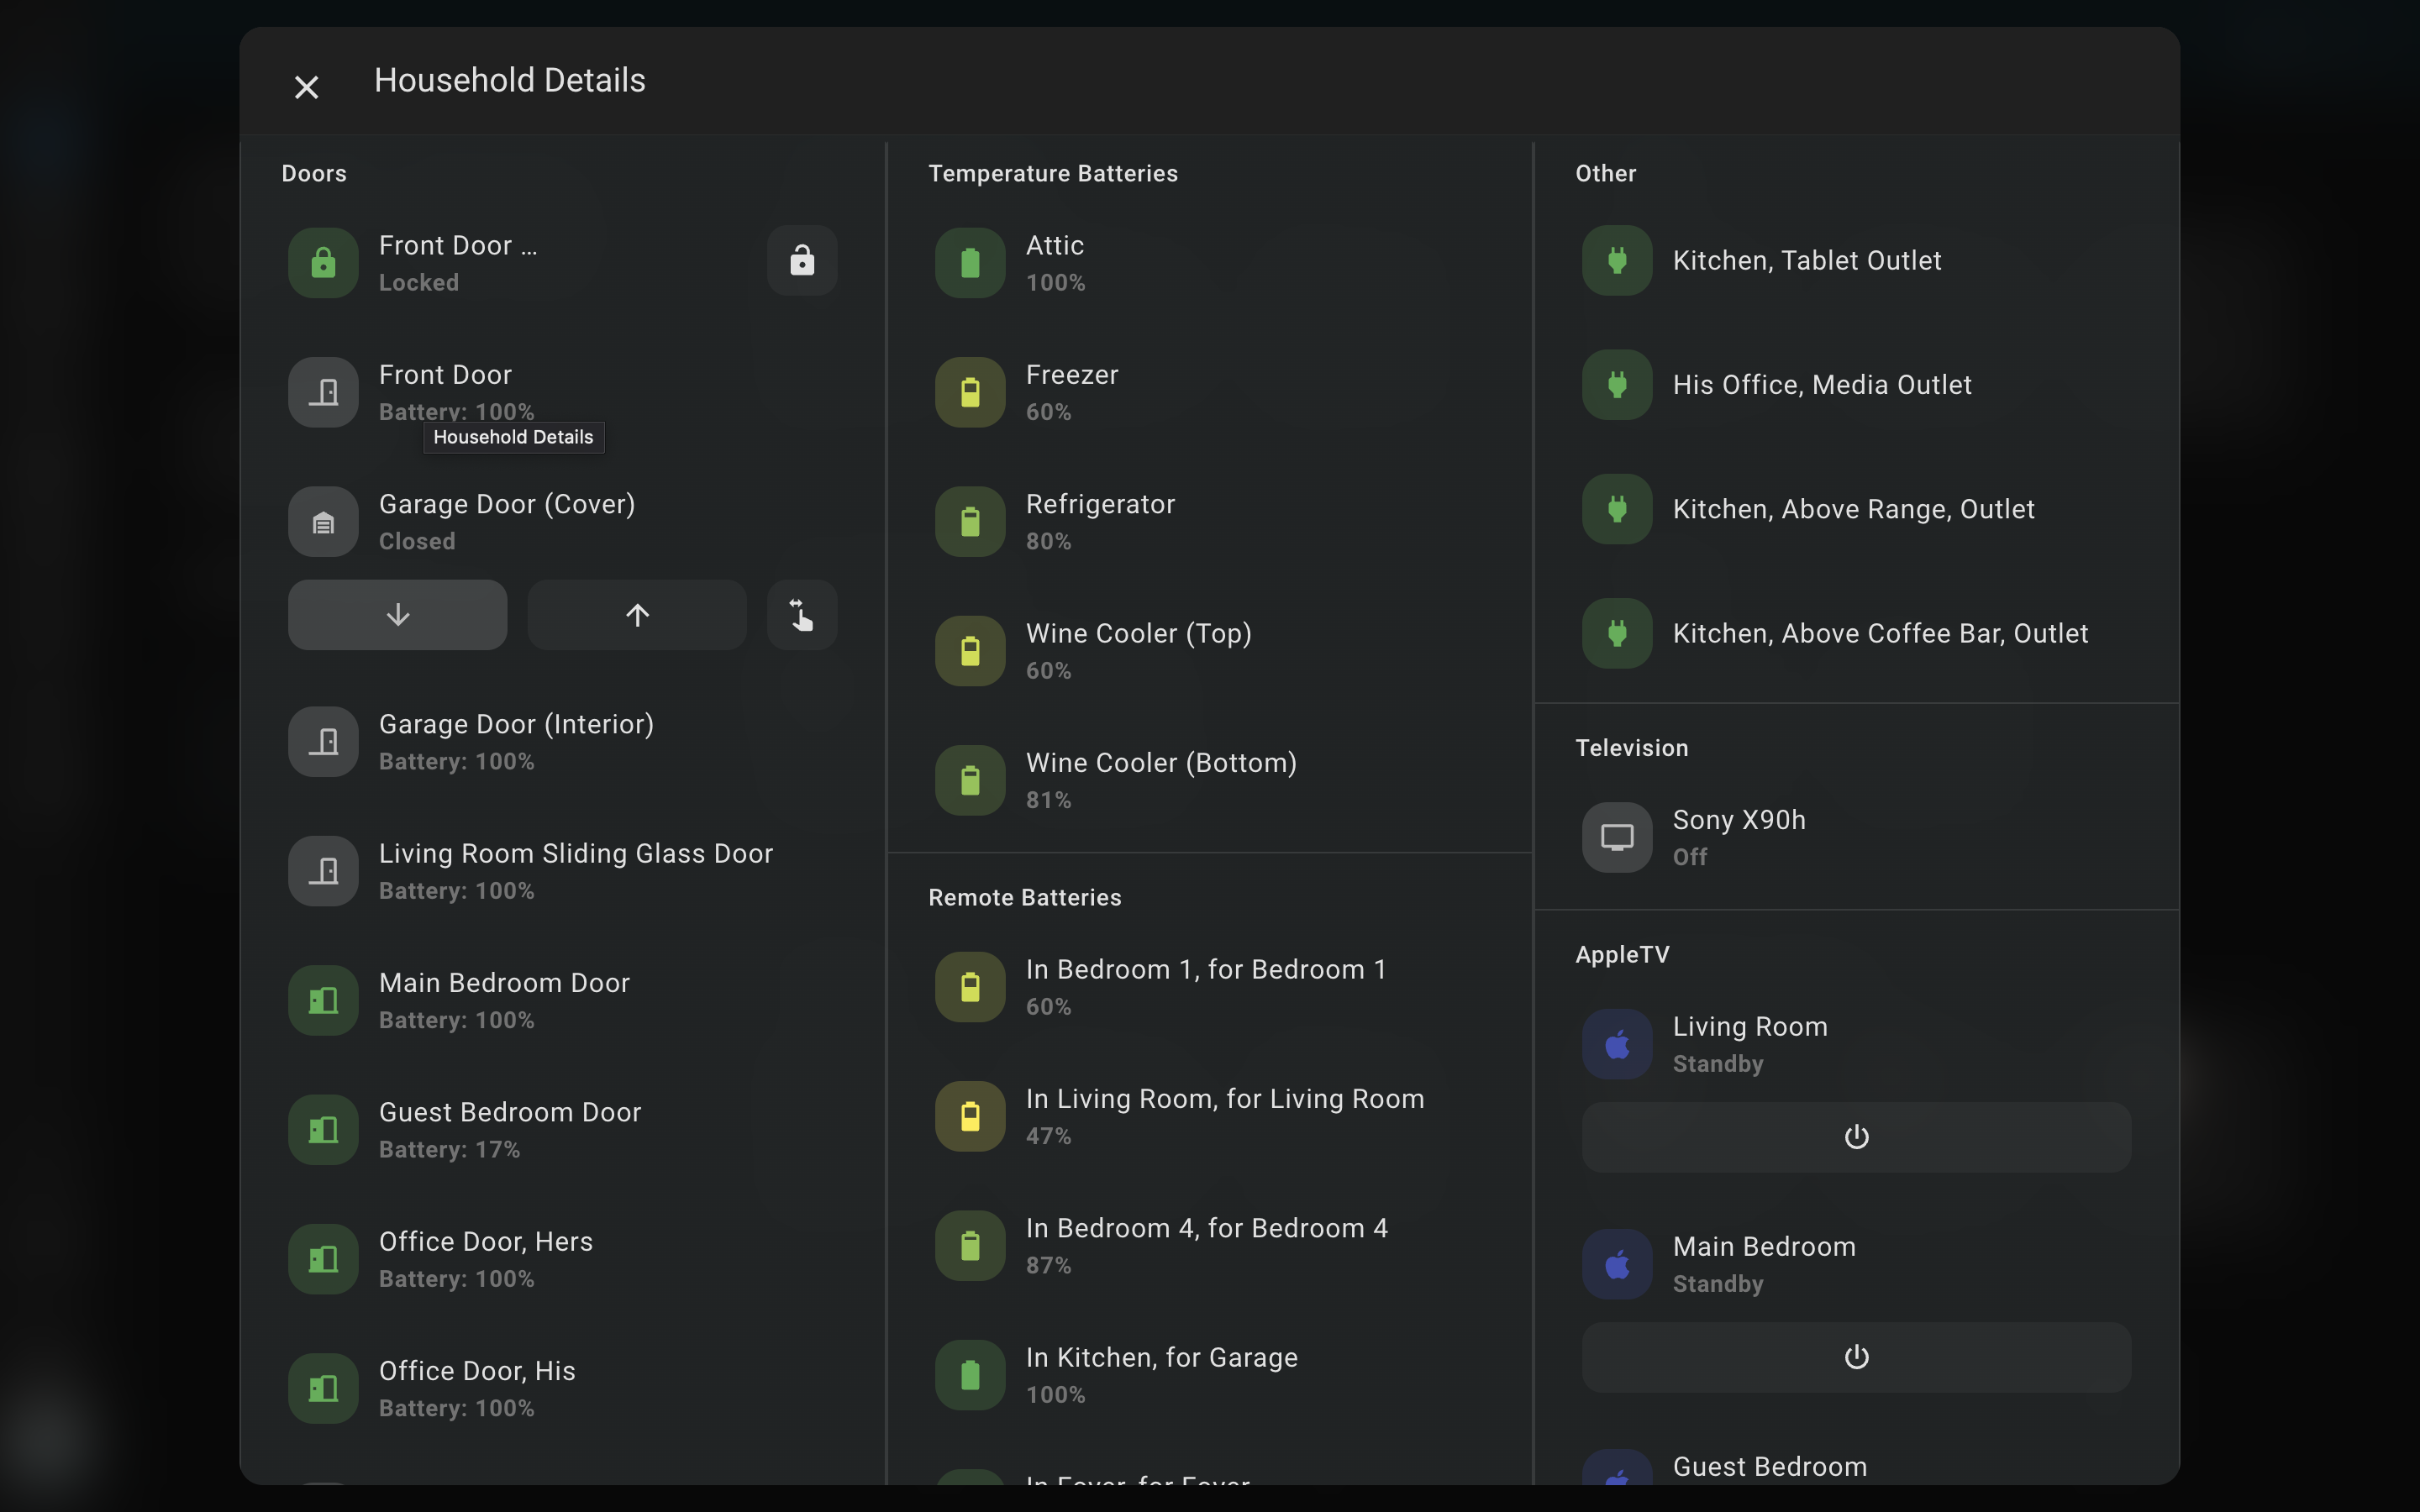 Household Details
Doors
Front Door ...
Locked
Front Door
Battery: 100%
Household Details
Garage Door (Cover)
Closed
Garage Door (Interior)
Battery: 100%
Living Room Sliding Glass Door
Battery: 100%
Main Bedroom Door
Battery: 100%
Guest Bedroom Door
Battery: 17%
Office Door, Hers
Battery: 100%
Office Door, His
Battery: 100%
Temperature Batteries
Attic
100%
Freezer
60%
Refrigerator
80%
Wine Cooler (Top)
60%
Wine Cooler (Bottom)
81%
Remote Batteries
In Bedroom 1, for Bedroom 1
60%
In Living Room, for Living Room
47%
In Bedroom 4, for Bedroom 4
87%
In Kitchen, for Garage
100%
In Foyer, for Foyer
Other
Kitchen, Tablet Outlet
His Office, Media Outlet
Kitchen, Above Range, Outlet
Kitchen, Above Coffee Bar, Outlet
Television
Sony X90h
Off
AppleTV
Living Room
Standby
Main Bedroom
Standby
Guest Bedroom